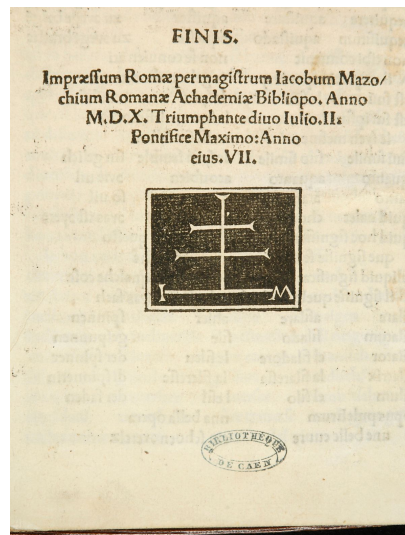 FINIS.
Impræssum Romæ per magistrum Iacobum Mazo/
chium Romanæ Achademiæ Bibliopo. Anno
M.D.X. Triumphante diuo Iulio.II:
Pontifice Maximo:Anno
eius.VII.
I M
BIBLIOTHÈQUE
DE CAEN